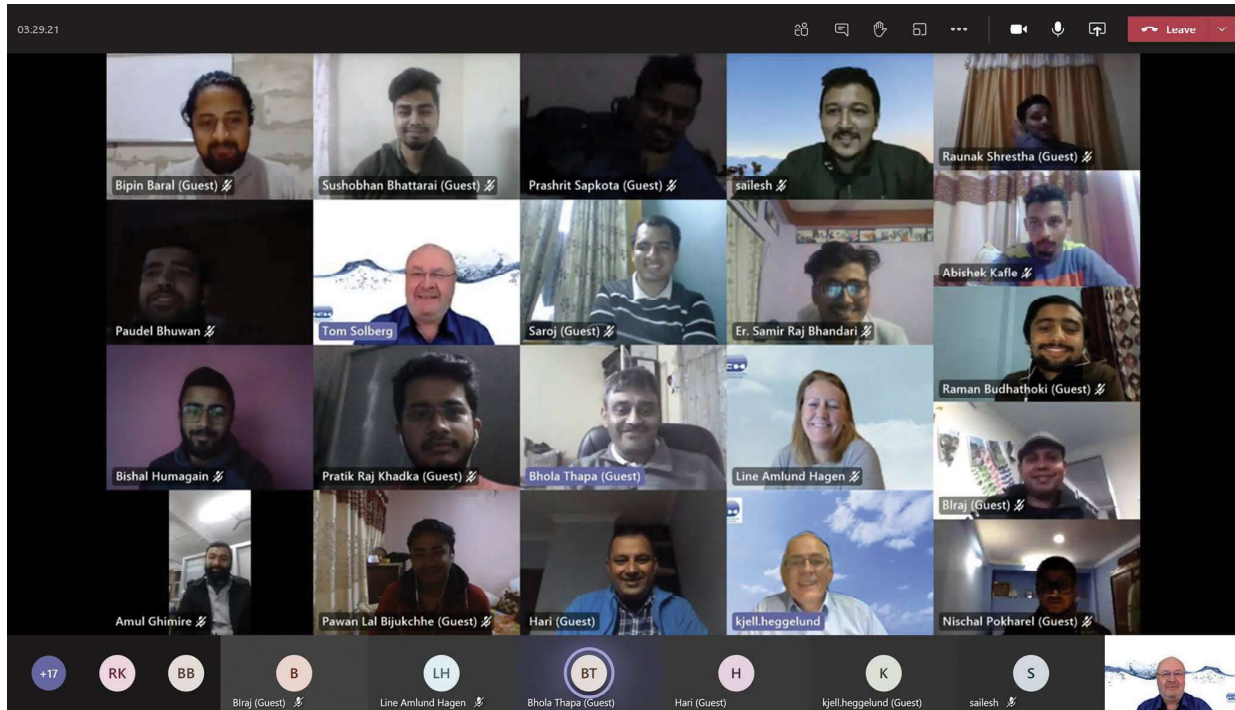 03:29:21
Leave
Bipin Baral (Guest)
Sushobhan Bhattarai (Guest)
Prashrit Sapkota (Guest)
sailesh
Raunak Shrestha (Guest)
Paudel Bhuwan
Tom Solberg
Saroj (Guest)
Er. Samir Raj Bhandari
Abishek Kafle
Raman Budhathoki (Guest)
Bishal Humagain
Pratik Raj Khadka (Guest)
Bhola Thapa (Guest)
Line Amlund Hagen
BIraj (Guest)
Amul Ghimire
Pawan Lal Bijukchhe (Guest)
Hari (Guest)
kjell.heggelund
Nischal Pokharel (Guest)
+17
RK
BB
B
LH
BT
H
K
S
BIraj (Guest)
Line Amlund Hagen
Bhola Thapa (Guest)
Hari (Guest)
kjell.heggelund (Guest)
sailesh